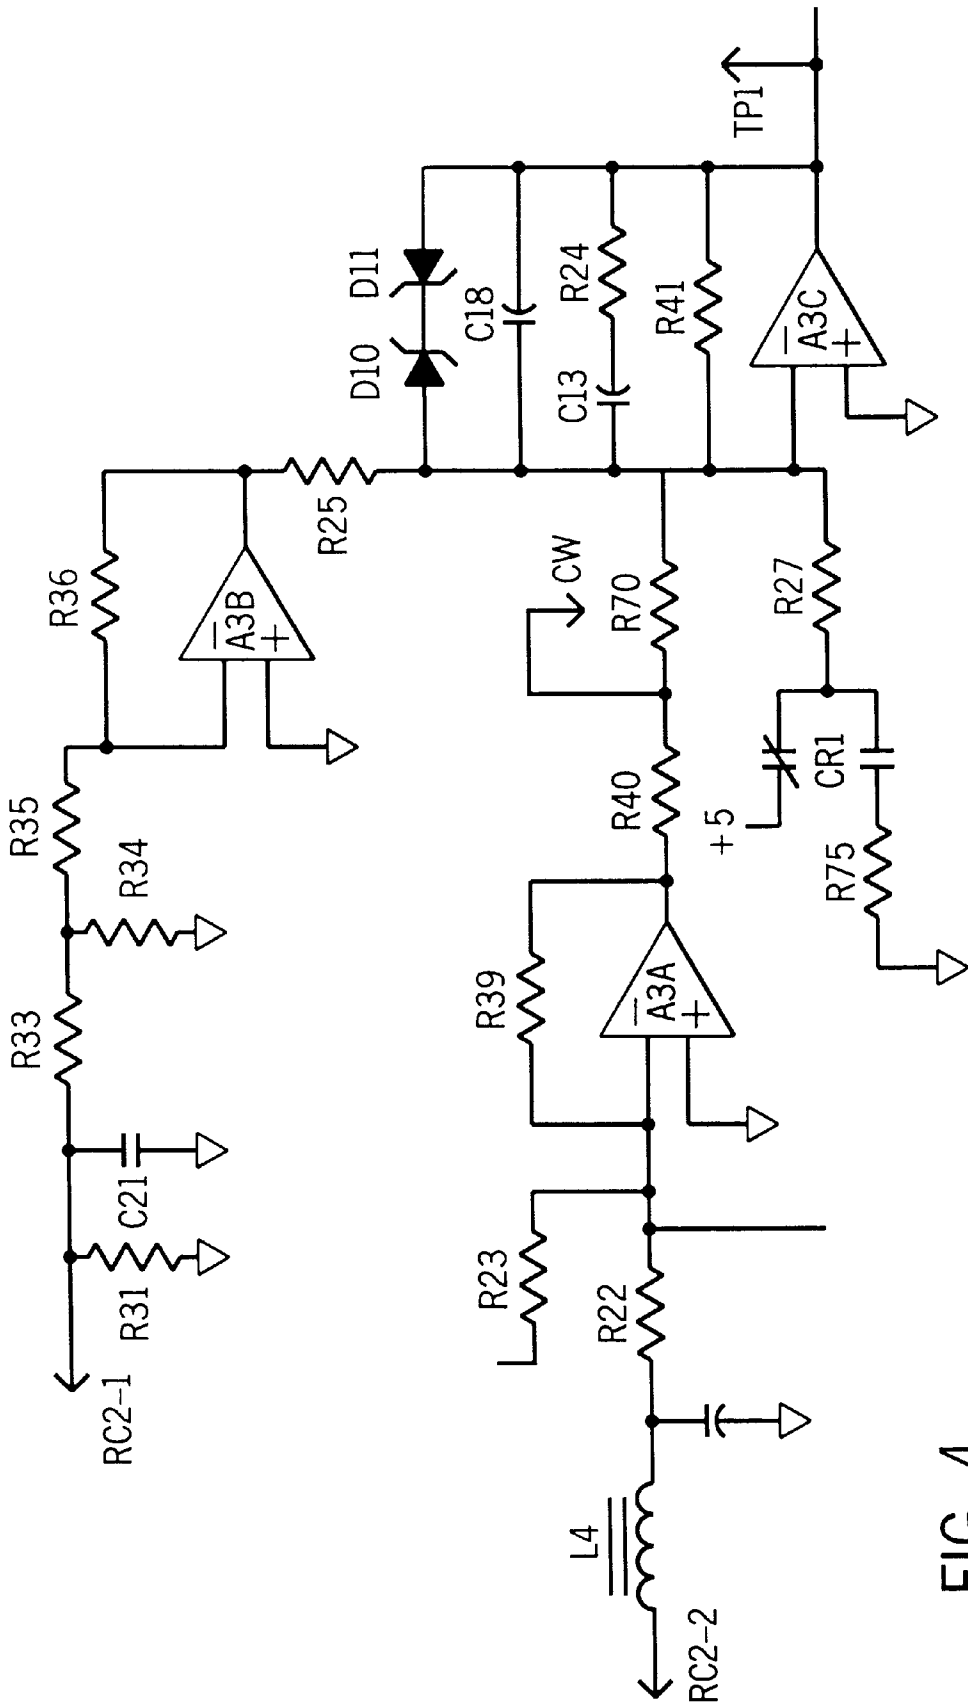 RC2-1
R31
C21
R33
R34
R35
R36
−
A3B
+
R25
D10
D11
C18
C13
R24
R41
−
A3C
+
TP1
RC2-2
L4
R22
R23
R39
−
A3A
+
R40
CW
R70
+5
CR1
R75
R27
FIG. 4